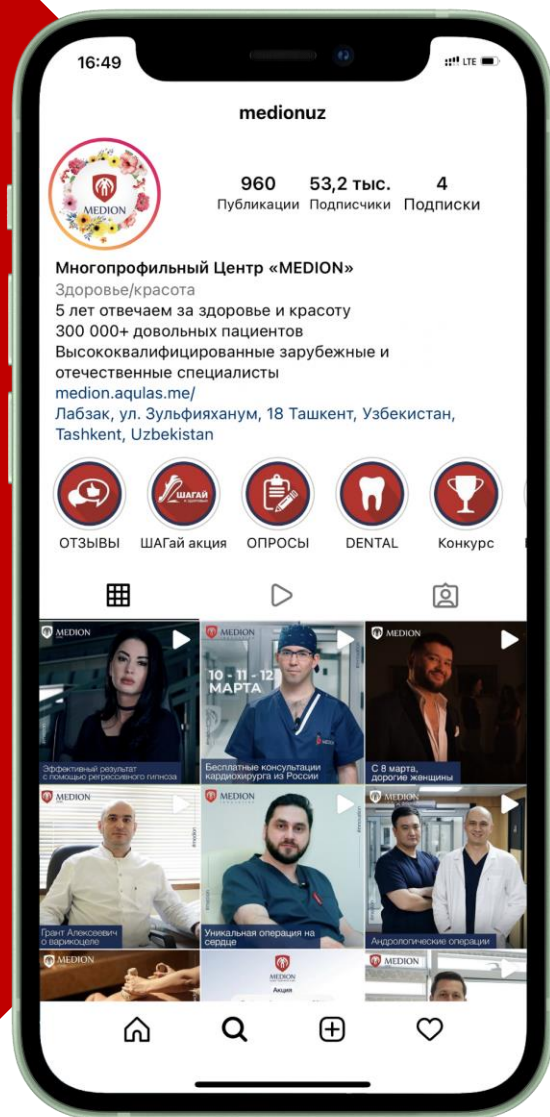 16:49
LTE
medionuz
MEDION
960
53,2 тыс.
4
Публикации
Подписчики
Подписки
Многопрофильный Центр «MEDION»
Здоровье/красота
5 лет отвечаем за здоровье и красоту
300 000+ довольных пациентов
Высококвалифицированные зарубежные и
отечественные специалисты
medion.aqulas.me/
Лабзак, ул. Зульфияханум, 18 Ташкент, Узбекистан,
Tashkent, Uzbekistan
ШАГАЙ
ОТЗЫВЫ
ШАГай акция
ОПРОСЫ
DENTAL
Конкурс
MEDION
Эффективный результат
с помощью регрессивного гипноза
MEDION
10 - 11 - 12
МАРТА
Бесплатные консультации
кардиохирурга из России
MEDION
С 8 марта,
дорогие женщины
MEDION
Грант Алексеевич
о варикоцеле
MEDION
Уникальная операция на
сердце
MEDION
Андрологические операции
MEDION
MEDION
Акция
MEDION